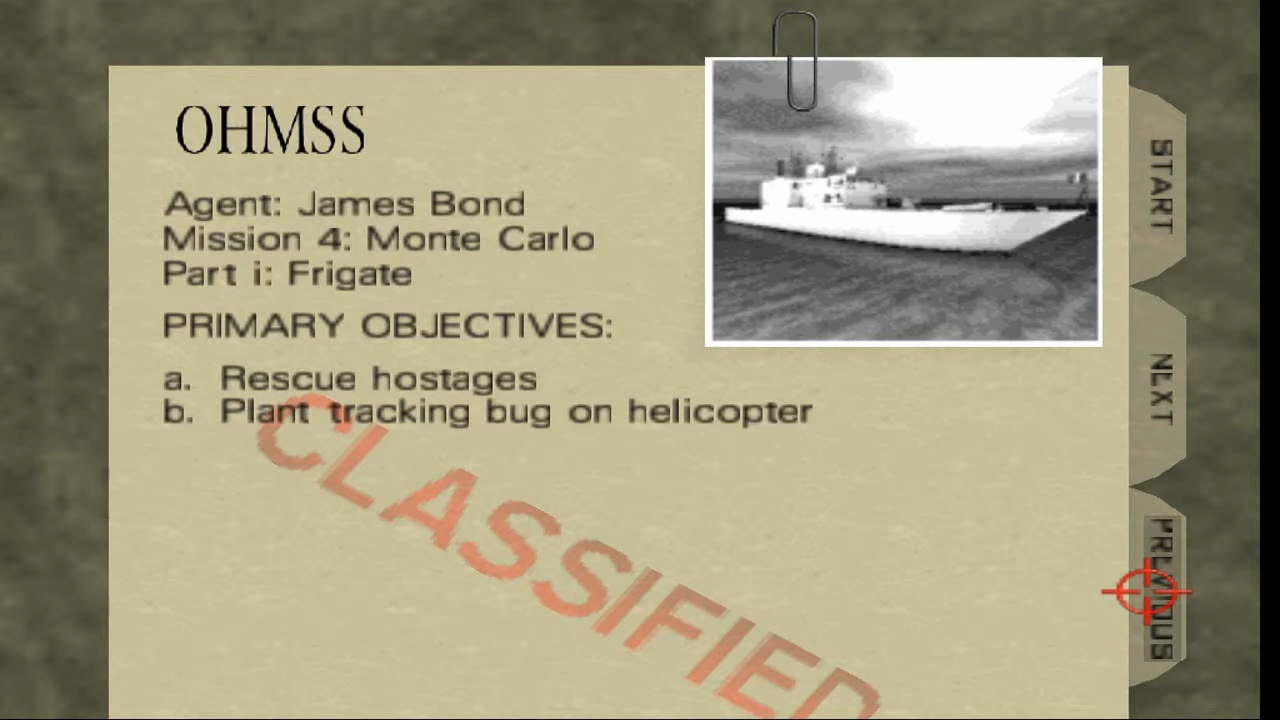 OHMSS
Agent: James Bond
Mission 4: Monte Carlo
Part i: Frigate
PRIMARY OBJECTIVES:
a. Rescue hostages
b. Plant tracking bug on helicopter
CLASSIFIED
START
NEXT
PREVIOUS